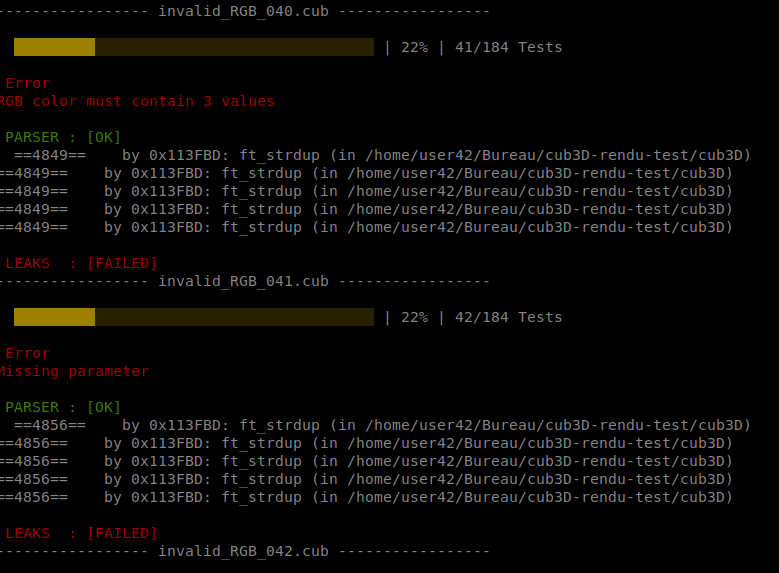 ----------------- invalid_RGB_040.cub -----------------
| 22% | 41/184 Tests
Error
RGB color must contain 3 values
PARSER : [OK]
==4849==    by 0x113FBD: ft_strdup (in /home/user42/Bureau/cub3D-rendu-test/cub3D)
==4849==    by 0x113FBD: ft_strdup (in /home/user42/Bureau/cub3D-rendu-test/cub3D)
==4849==    by 0x113FBD: ft_strdup (in /home/user42/Bureau/cub3D-rendu-test/cub3D)
==4849==    by 0x113FBD: ft_strdup (in /home/user42/Bureau/cub3D-rendu-test/cub3D)
==4849==    by 0x113FBD: ft_strdup (in /home/user42/Bureau/cub3D-rendu-test/cub3D)
LEAKS  : [FAILED]
----------------- invalid_RGB_041.cub -----------------
| 22% | 42/184 Tests
Error
Missing parameter
PARSER : [OK]
==4856==    by 0x113FBD: ft_strdup (in /home/user42/Bureau/cub3D-rendu-test/cub3D)
==4856==    by 0x113FBD: ft_strdup (in /home/user42/Bureau/cub3D-rendu-test/cub3D)
==4856==    by 0x113FBD: ft_strdup (in /home/user42/Bureau/cub3D-rendu-test/cub3D)
==4856==    by 0x113FBD: ft_strdup (in /home/user42/Bureau/cub3D-rendu-test/cub3D)
==4856==    by 0x113FBD: ft_strdup (in /home/user42/Bureau/cub3D-rendu-test/cub3D)
LEAKS  : [FAILED]
----------------- invalid_RGB_042.cub -----------------